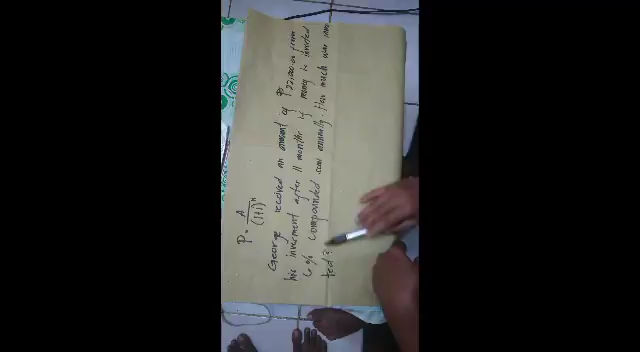 P = A / (1+i)^n
George received an amount of ₱ 22,000.00 from
his investment after 11 months if money is invested
6% compounded semi annually. How much was inves
ted?